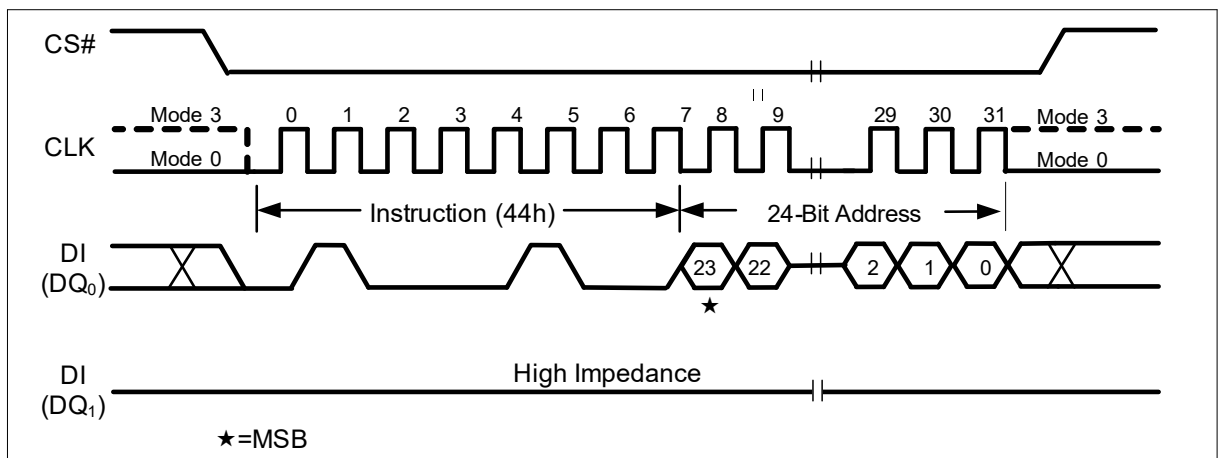 CS#
Mode 3 0 1 2 3 4 5 6 7 8 9 29 30 31 Mode 3
CLK
Mode 0 Mode 0
Instruction (44h) 24-Bit Address
DI
(DQ0)
23 22 2 1 0
★
High Impedance
DI
(DQ1)
★=MSB